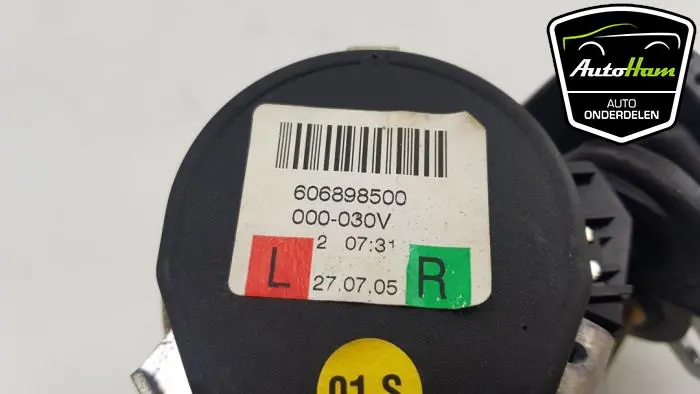 AutoHam
AUTO
ONDERDELEN
606898500
000-030V
2 07:31
L
27.07.05
R
01 S